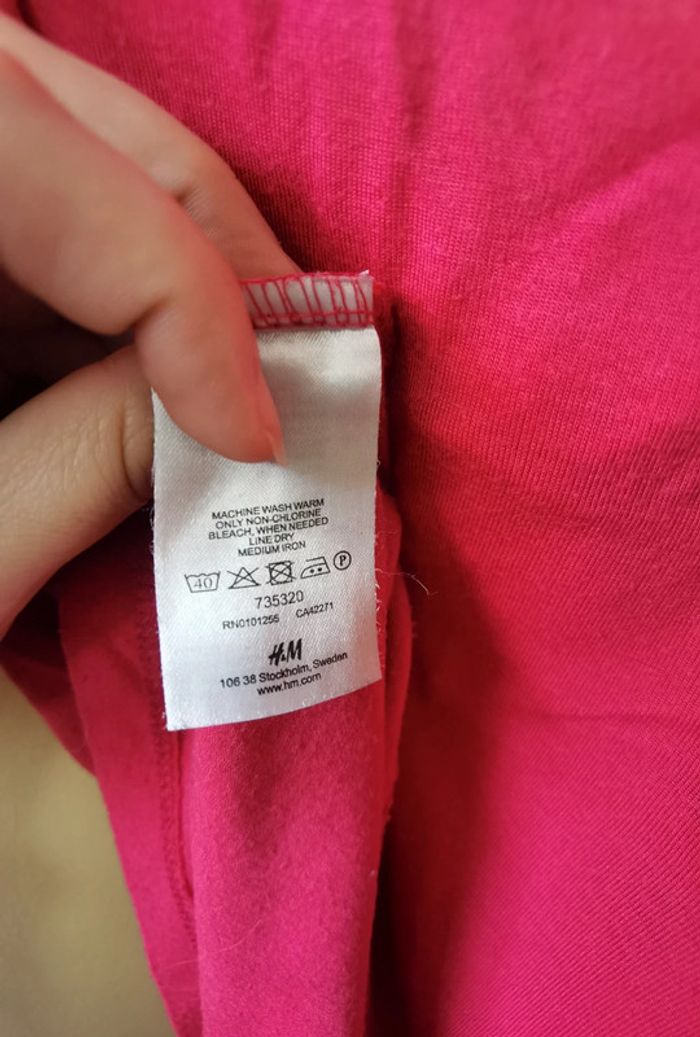 MACHINE WASH WARM
ONLY NON-CHLORINE
BLEACH, WHEN NEEDED
LINE DRY
MEDIUM IRON
40 P
735320
RN0101255 CA42271
H&M
106 38 Stockholm, Sweden
www.hm.com